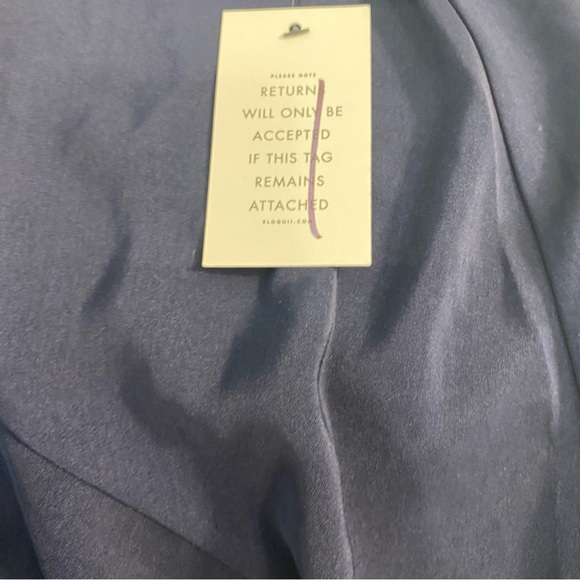 PLEASE NOTE
RETURNS
WILL ONLY BE
ACCEPTED
IF THIS TAG
REMAINS
ATTACHED
ELOQUII.COM